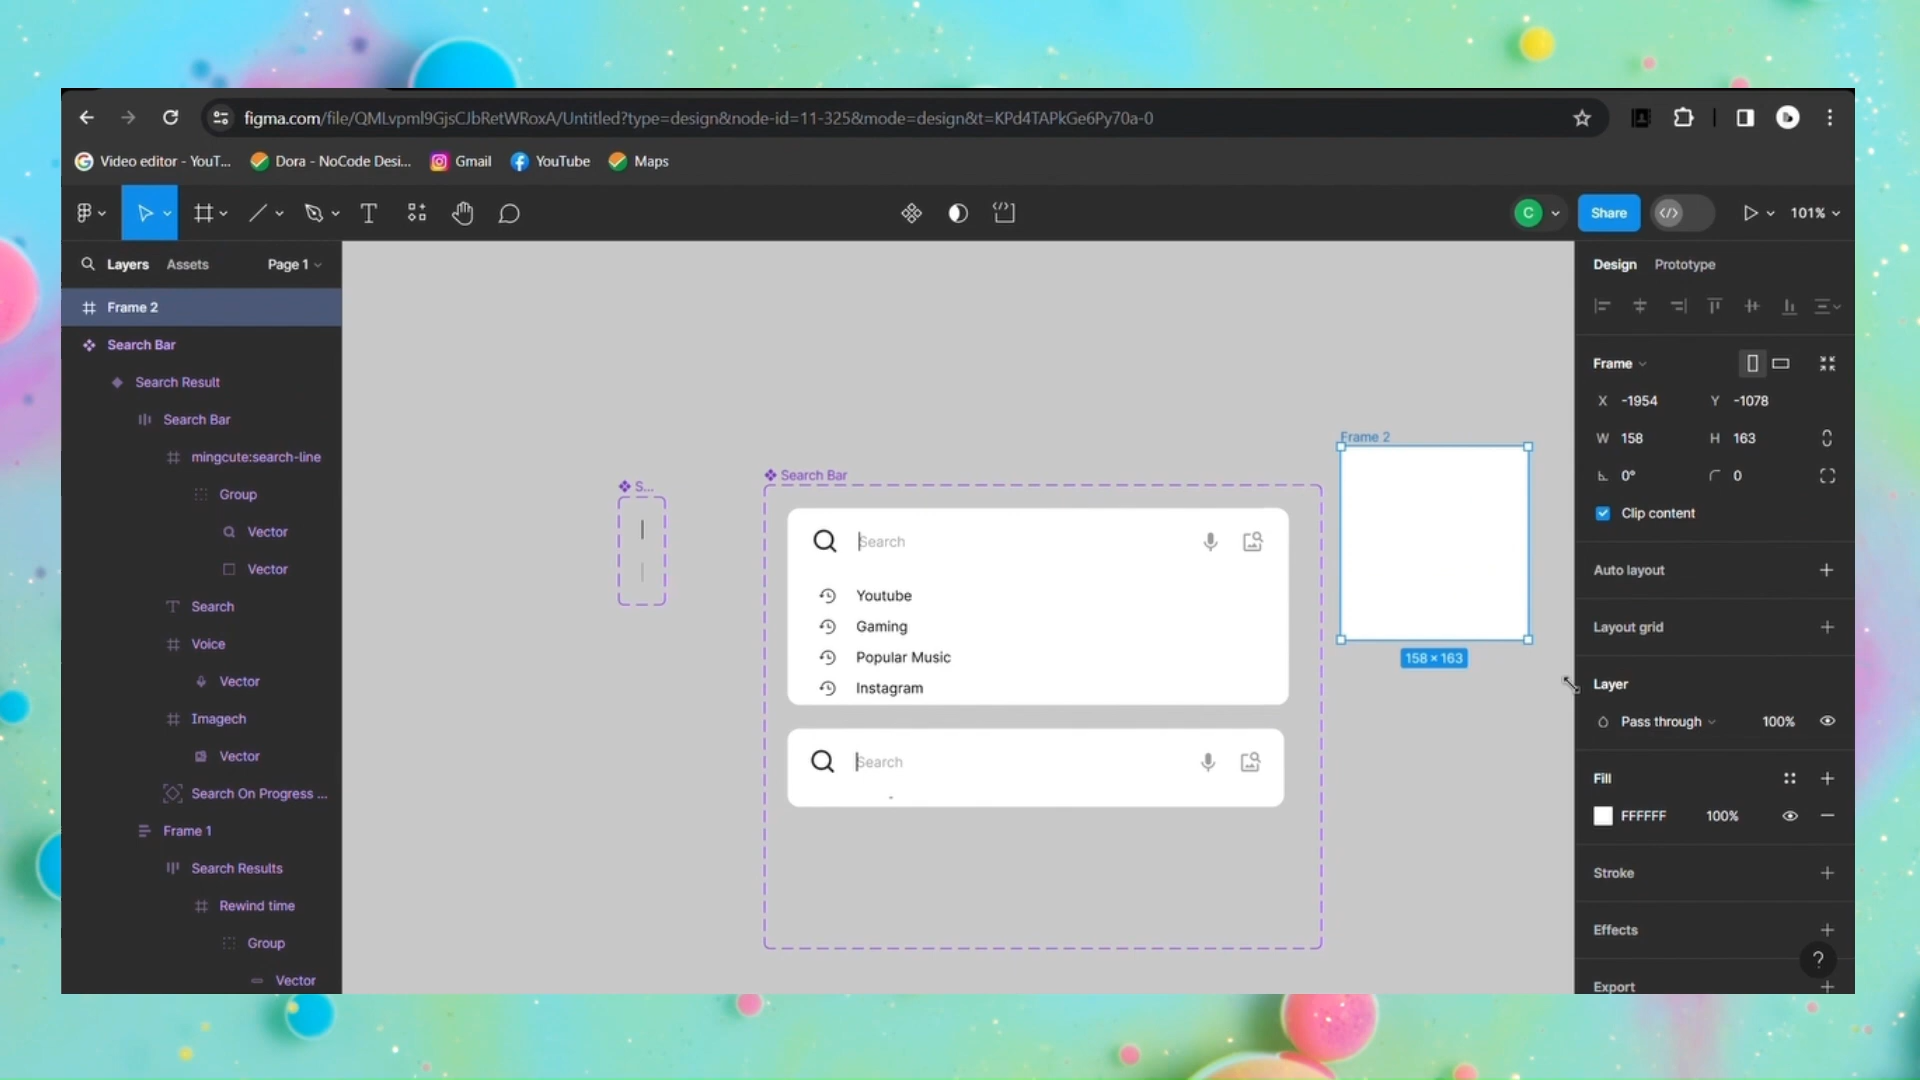 figma.com/file/QMLvpml9GjsCJbRetWRoxA/Untitled?type=design&node-id=11-325&mode=design&t=KPd4TAPkGe6Py70a-0
Video editor - YouT... Dora - NoCode Desi... Gmail YouTube Maps
C Share 101%
Layers Assets Page 1
Frame 2
Search Bar
Search Result
Search Bar
mingcute:search-line
Group
Vector
Vector
Search
Voice
Vector
Imagech
Vector
Search On Progress ...
Frame 1
Search Results
Rewind time
Group
Vector
S...
Search Bar
Search
Youtube
Gaming
Popular Music
Instagram
Search
Frame 2
158 × 163
Design Prototype
Frame
X -1954 Y -1078
W 158 H 163
0° 0
Clip content
Auto layout
Layout grid
Layer
Pass through 100%
Fill
FFFFFF 100%
Stroke
Effects
?
Export